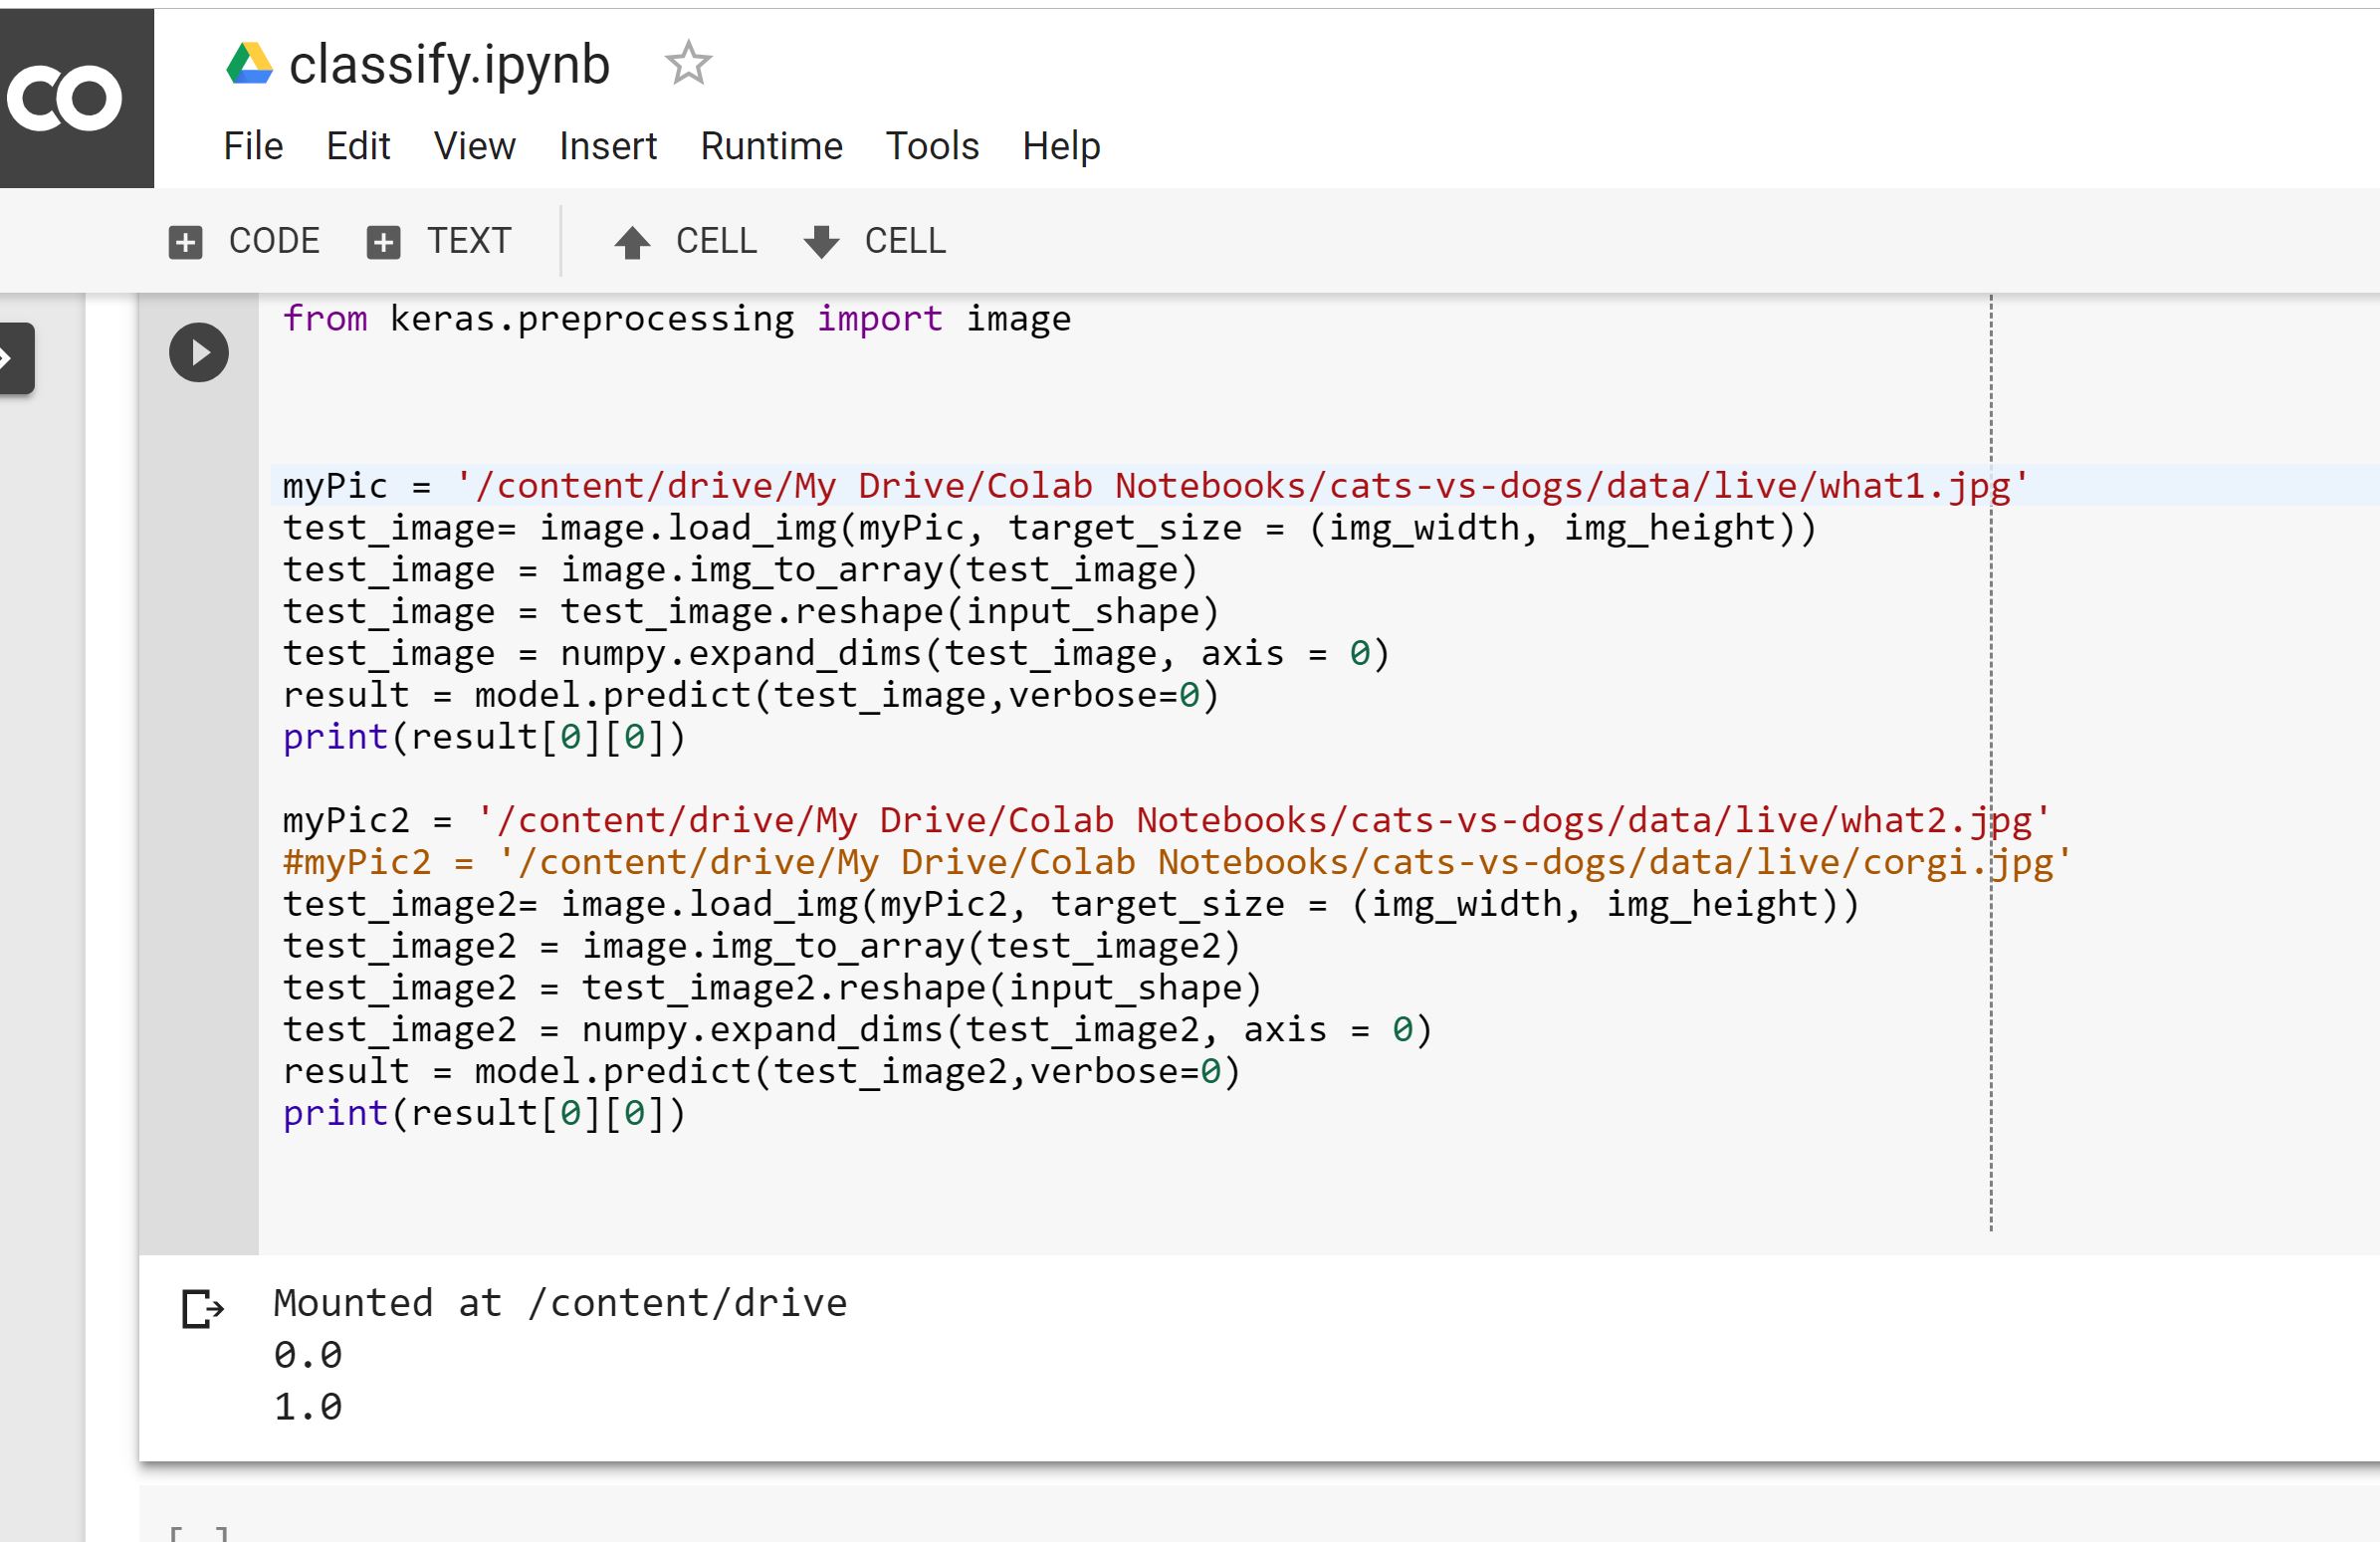 CO
classify.ipynb
File Edit View Insert Runtime Tools Help
CODE TEXT CELL CELL
from keras.preprocessing import image
myPic = '/content/drive/My Drive/Colab Notebooks/cats-vs-dogs/data/live/what1.jpg'
test_image= image.load_img(myPic, target_size = (img_width, img_height))
test_image = image.img_to_array(test_image)
test_image = test_image.reshape(input_shape)
test_image = numpy.expand_dims(test_image, axis = 0)
result = model.predict(test_image,verbose=0)
print(result[0][0])
myPic2 = '/content/drive/My Drive/Colab Notebooks/cats-vs-dogs/data/live/what2.jpg'
#myPic2 = '/content/drive/My Drive/Colab Notebooks/cats-vs-dogs/data/live/corgi.jpg'
test_image2= image.load_img(myPic2, target_size = (img_width, img_height))
test_image2 = image.img_to_array(test_image2)
test_image2 = test_image2.reshape(input_shape)
test_image2 = numpy.expand_dims(test_image2, axis = 0)
result = model.predict(test_image2,verbose=0)
print(result[0][0])
Mounted at /content/drive
0.0
1.0
[ ]